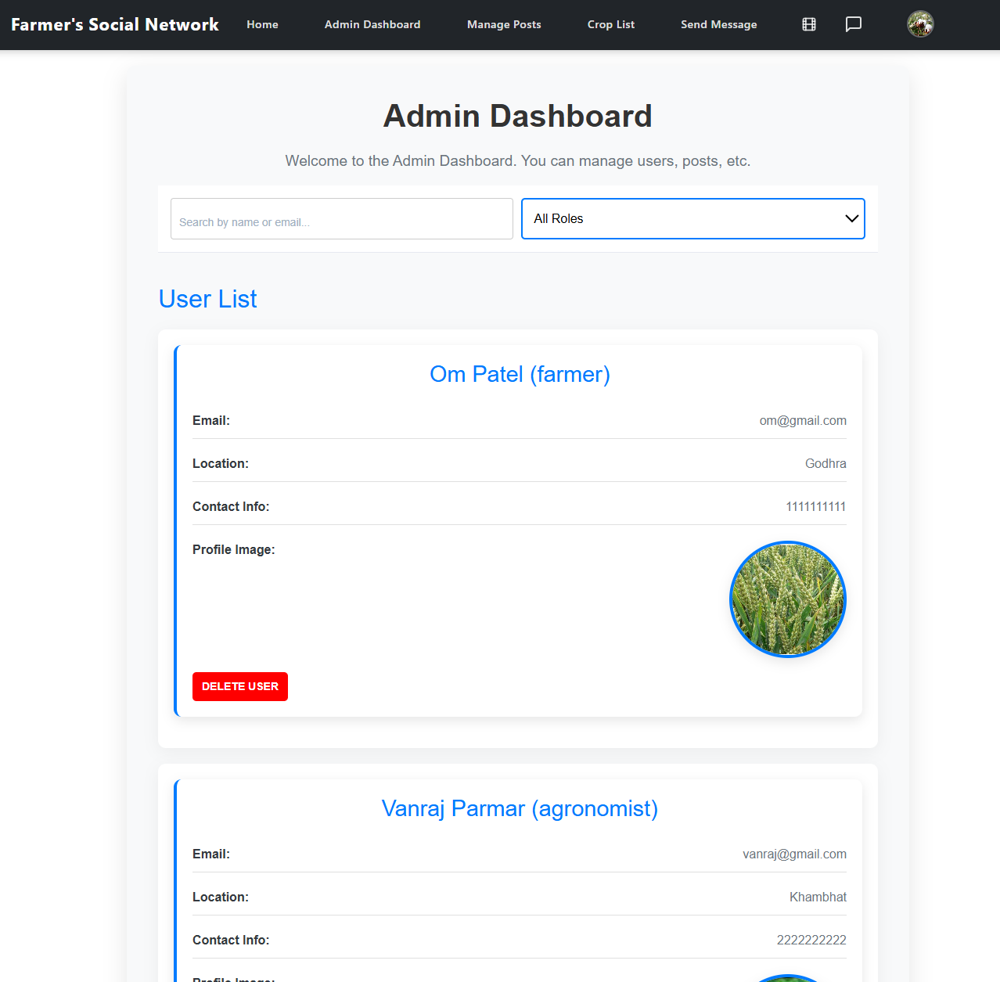 Farmer's Social Network Home Admin Dashboard Manage Posts Crop List Send Message
Admin Dashboard
Welcome to the Admin Dashboard. You can manage users, posts, etc.
Search by name or email... All Roles
User List
Om Patel (farmer)
Email: om@gmail.com
Location: Godhra
Contact Info: 1111111111
Profile Image:
DELETE USER
Vanraj Parmar (agronomist)
Email: vanraj@gmail.com
Location: Khambhat
Contact Info: 2222222222
Profile Image: